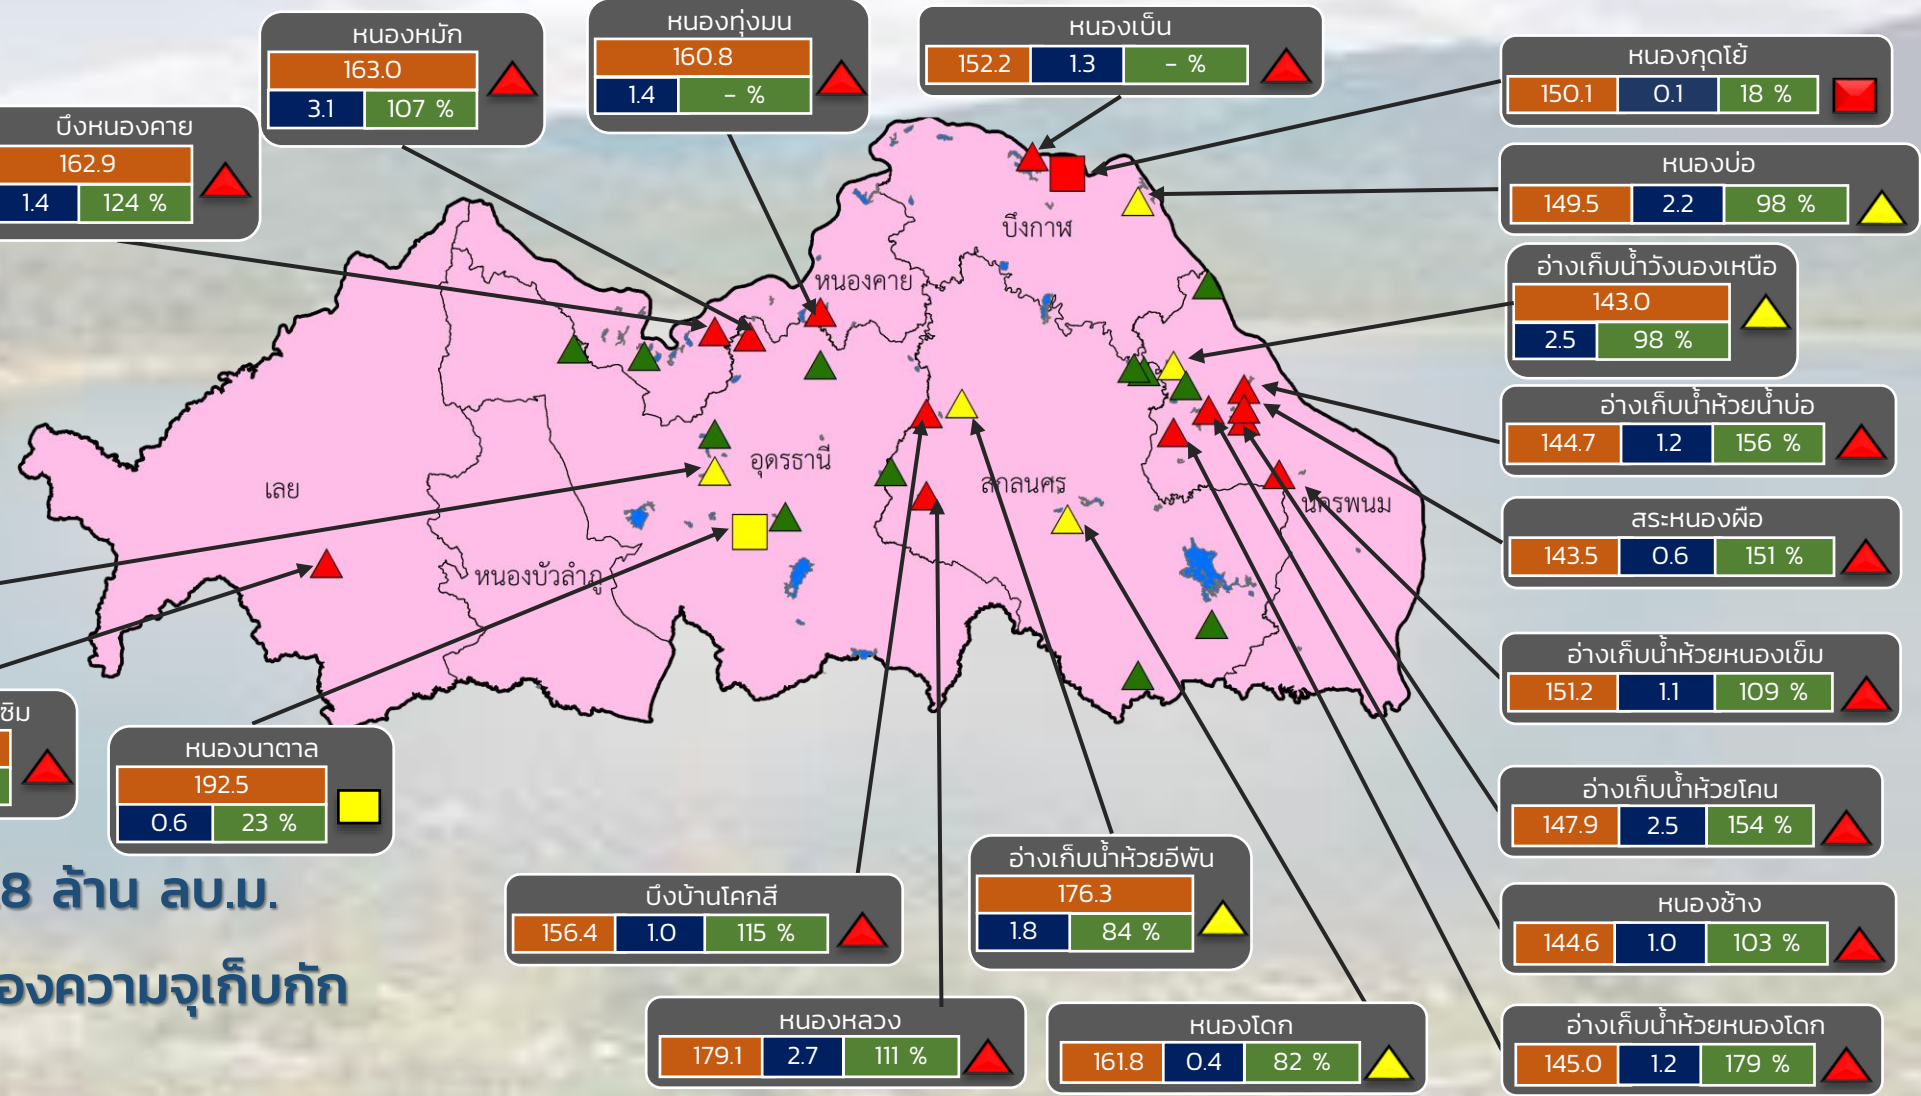 หนองหมัก
163.0
3.1 107 %
หนองทุ่งมน
160.8
1.4 - %
หนองเบ็น
152.2 1.3 - %
หนองกุดโย้
150.1 0.1 18 %
บึงหนองคาย
162.9
1.4 124 %
หนองบ่อ
149.5 2.2 98 %
อ่างเก็บน้ำวังนองเหนือ
143.0
2.5 98 %
อ่างเก็บน้ำห้วยน้ำบ่อ
144.7 1.2 156 %
สระหนองผือ
143.5 0.6 151 %
อ่างเก็บน้ำห้วยหนองเข็ม
151.2 1.1 109 %
อ่างเก็บน้ำห้วยโคน
147.9 2.5 154 %
หนองช้าง
144.6 1.0 103 %
อ่างเก็บน้ำห้วยหนองโดก
145.0 1.2 179 %
บึงกาฬ
หนองคาย
อุดรธานี
เลย
สกลนคร
นครพนม
หนองบัวลำภู
ซิม
หนองนาตาล
192.5
0.6 23 %
บึงบ้านโคกสี
156.4 1.0 115 %
อ่างเก็บน้ำห้วยอีพัน
176.3
1.8 84 %
หนองหลวง
179.1 2.7 111 %
หนองโดก
161.8 0.4 82 %
8 ล้าน ลบ.ม.
องความจุเก็บกัก